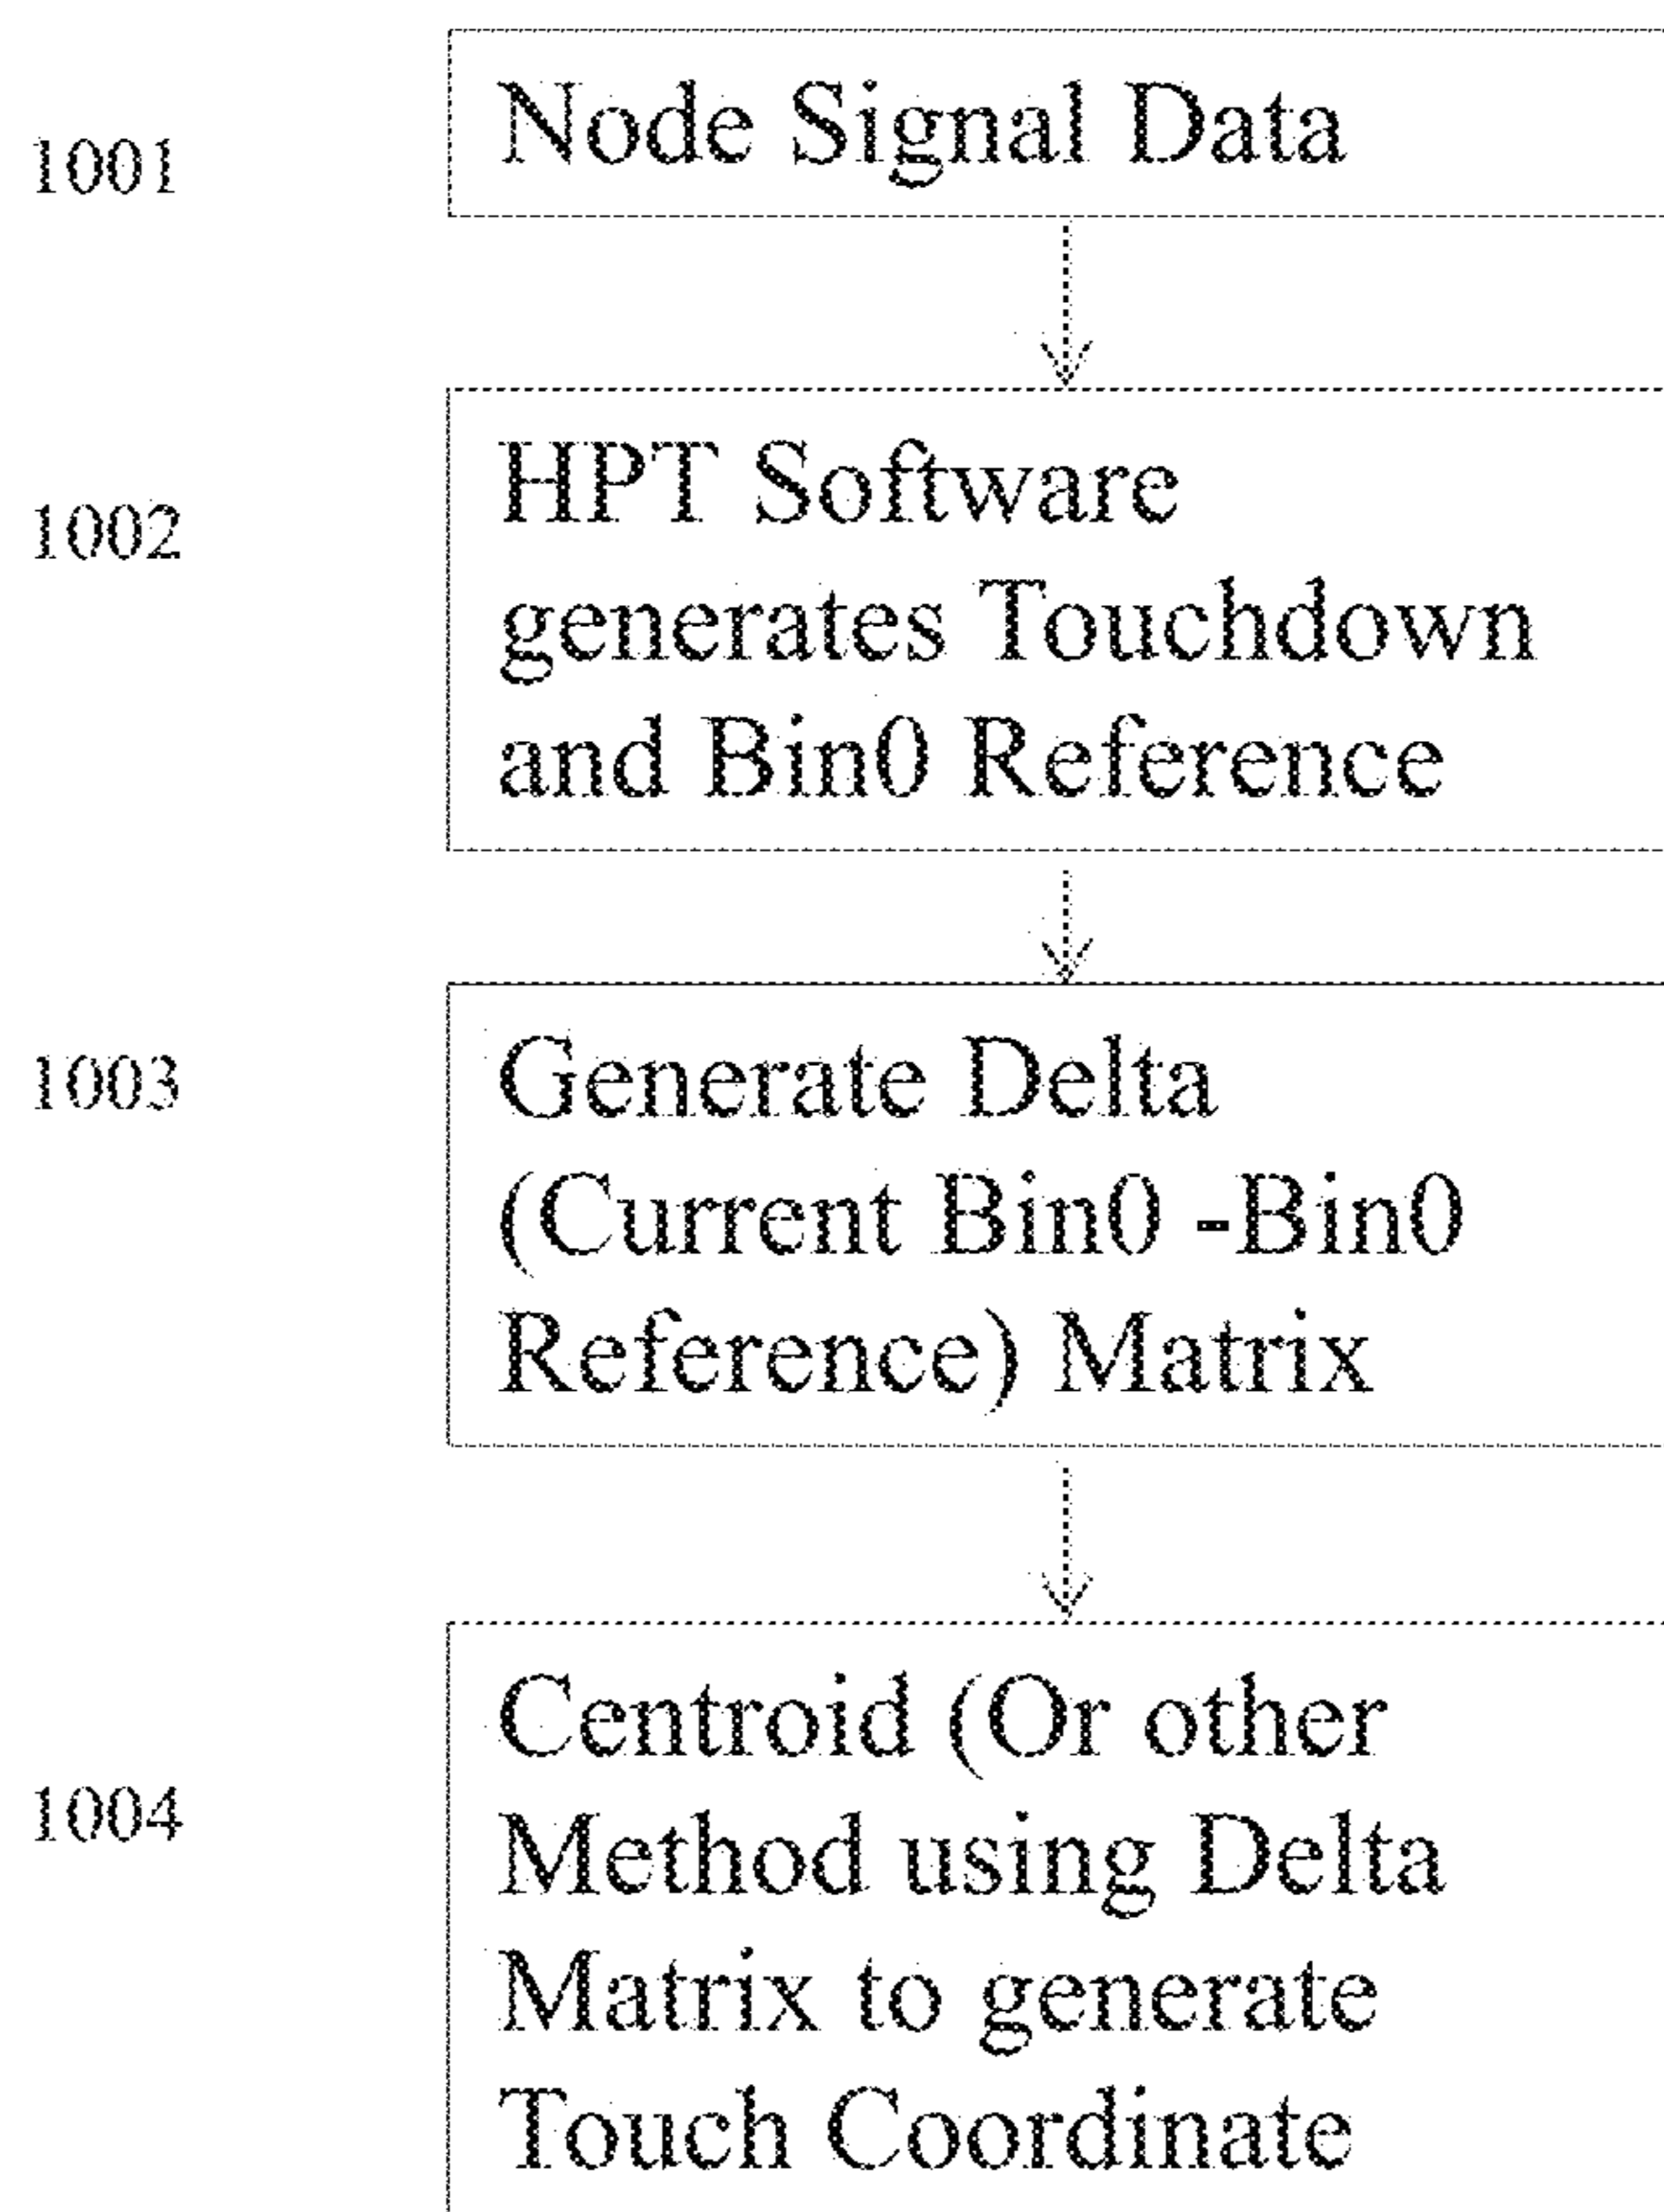 1001
Node Signal Data
1002
HPT Software
generates Touchdown
and Bin0 Reference
1003
Generate Delta
(Current Bin0 -Bin0
Reference) Matrix
1004
Centroid (Or other
Method using Delta
Matrix to generate
Touch Coordinate